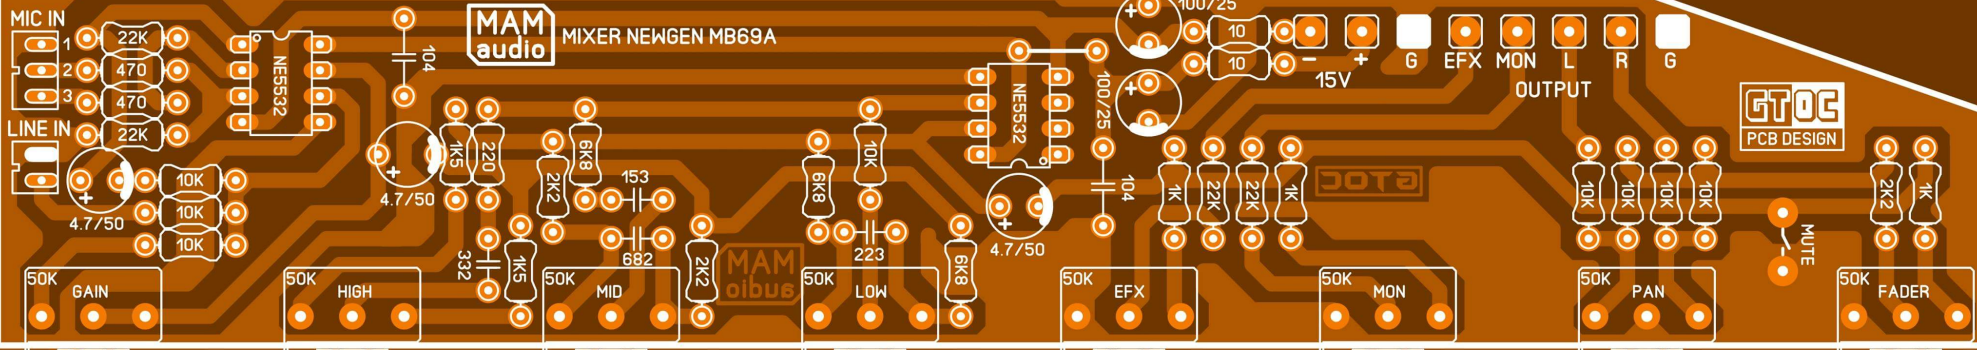 MIC IN
1
2
3
22K
470
470
22K
NE5532
104
MAM
audio
MIXER NEWGEN MB69A
100/25
10
10
- + G EFX MON L R G
15V
OUTPUT
GTOC
PCB DESIGN
LINE IN
+
4.7/50
10K
10K
10K
+
4.7/50
1K5
220
2K2
6K8
153
682
332
1K5
2K2
MAM
audio
6K8
10K
223
6K8
NE5532
+
4.7/50
+
+
100/25
104
1K
22K
22K
1K
GTOC
10K
10K
10K
10K
MUTE
2K2
1K
50K
GAIN
50K
HIGH
50K
MID
50K
LOW
50K
EFX
50K
MON
50K
PAN
50K
FADER